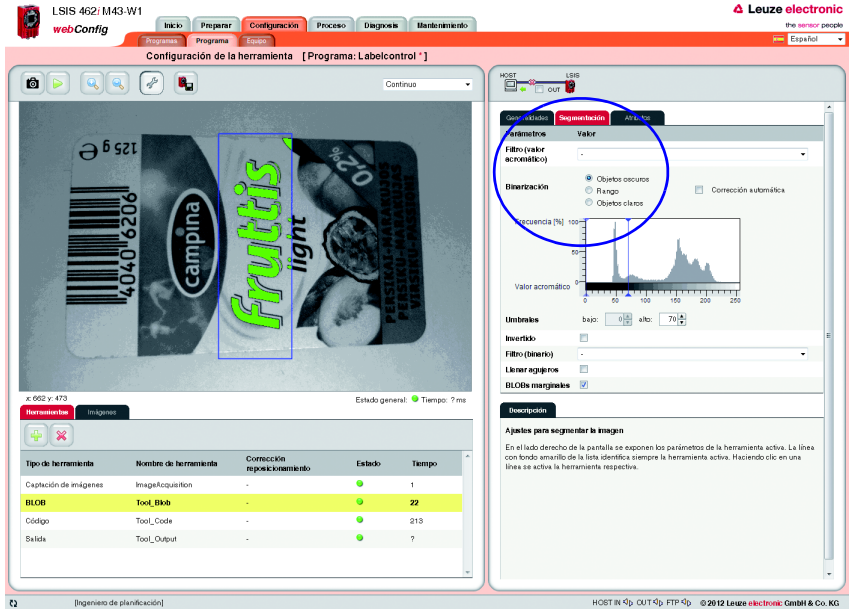 LSIS 462i M43-W1
webConfig
Inicio Preparar Configuración Proceso Diagnosis Mantenimiento
Leuze electronic
the sensor people
Programas Programa Equipo
Español
Configuración de la herramienta [Programa: Labelcontrol *]
Continuo
HOST LSIS
OUT
125 g e
4040 6206
campina
Fruttis
light
0,2%
x: 662 y: 473
Estado general: Tiempo: ? ms
Herramientas Imágenes
Tipo de herramienta Nombre de herramienta Corrección reposicionamiento Estado Tiempo
Captación de imágenes ImageAcquisition - 1
BLOB Tool_Blob - 22
Código Tool_Code - 213
Salida Tool_Output - ?
Generalidades Segmentación Atributos
Parámetros Valor
Filtro (valor acromático) -
Binarización
Objetos oscuros
Rango
Objetos claros
Corrección automática
Frecuencia [%] 100
50
0
Valor acromático
0 50 100 150 200 250
Umbrales bajo: 0 alto: 70
Invertido
Filtro (binario) -
Llenar agujeros
BLOBs marginales
Descripción
Ajustes para segmentar la imagen
En el lado derecho de la pantalla se exponen los parámetros de la herramienta activa. La línea
con fondo amarillo de la lista identifica siempre la herramienta activa. Haciendo clic en una
línea se activa la herramienta respectiva.
[Ingeniero de planificación]
HOST IN OUT FTP © 2012 Leuze electronic GmbH & Co. KG